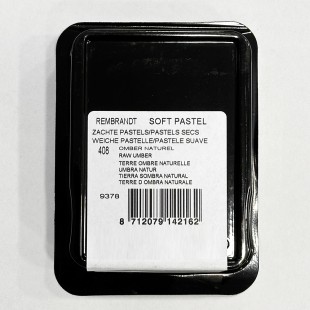 REMBRANDT SOFT PASTEL
ZACHTE PASTELS/PASTELS SECS
WEICHE PASTELLE/PASTELE SUAVE
408 OMBER NATUREL
RAW UMBER
TERRE OMBRE NATURELLE
UMBRA NATUR
TIERRA SOMBRA NATURAL
TERRE D OMBRA NATURALE
9378
8 712079 142162